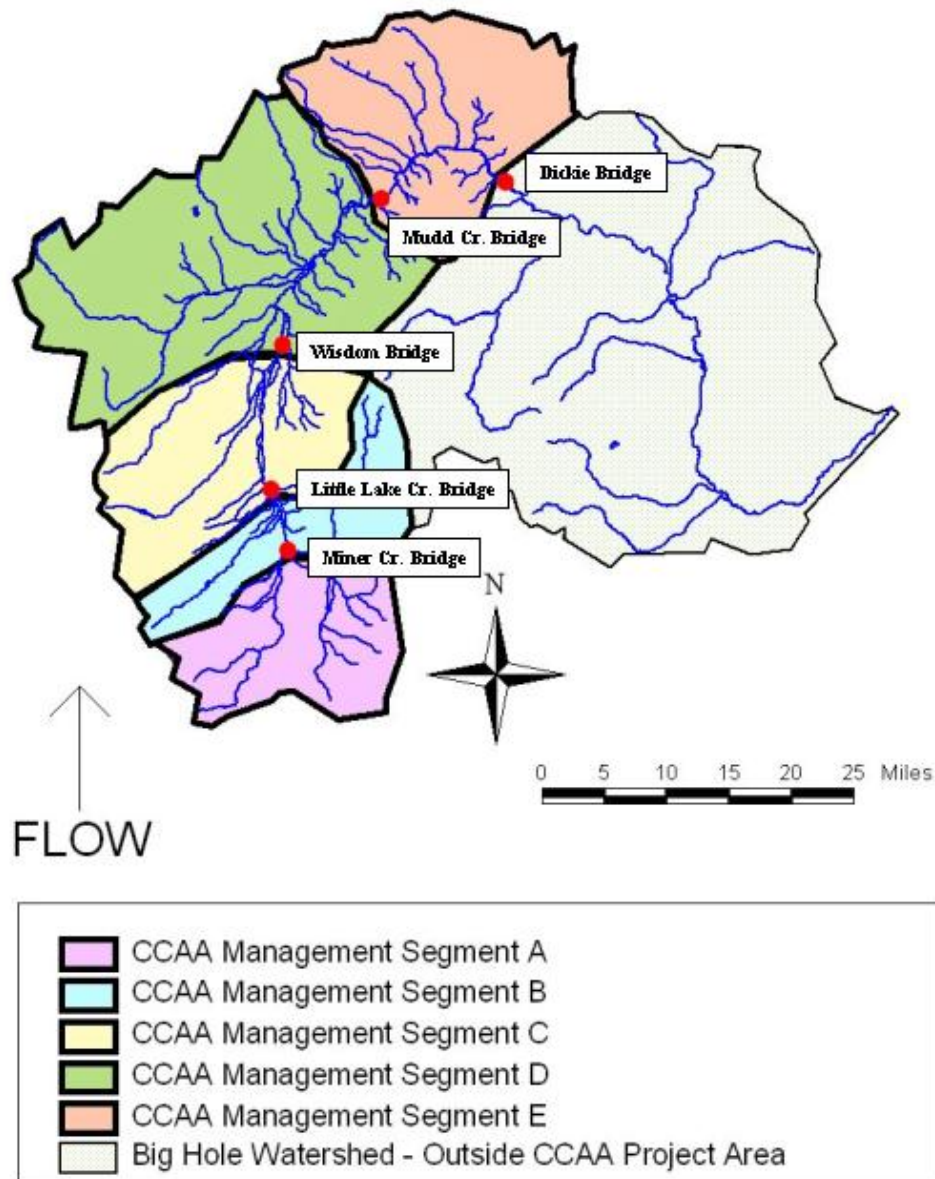 Dickie Bridge
Mudd Cr. Bridge
Wisdom Bridge
Little Lake Cr. Bridge
Miner Cr. Bridge
N
0 5 10 15 20 25 Miles
FLOW
CCAA Management Segment A
CCAA Management Segment B
CCAA Management Segment C
CCAA Management Segment D
CCAA Management Segment E
Big Hole Watershed - Outside CCAA Project Area